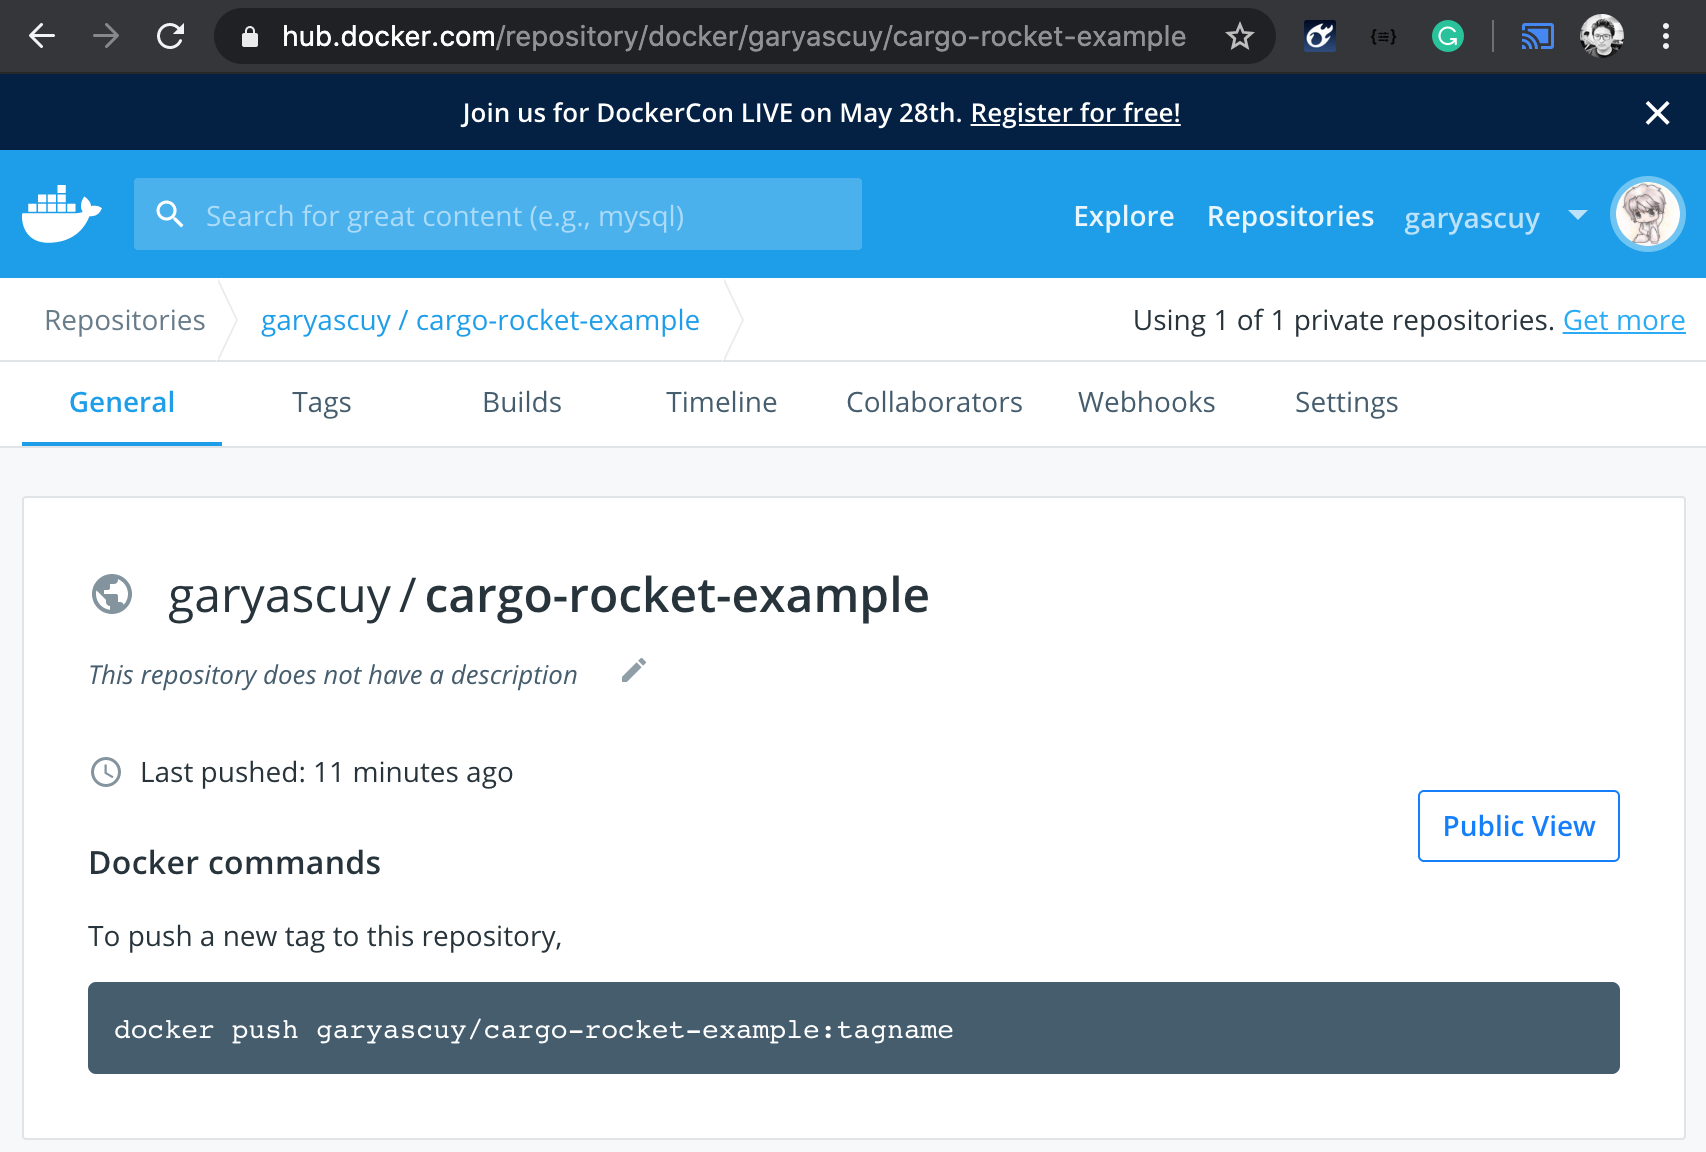 hub.docker.com/repository/docker/garyascuy/cargo-rocket-example
Join us for DockerCon LIVE on May 28th. Register for free!
Search for great content (e.g., mysql)
Explore
Repositories
garyascuy
Repositories
garyascuy / cargo-rocket-example
Using 1 of 1 private repositories. Get more
General
Tags
Builds
Timeline
Collaborators
Webhooks
Settings
garyascuy / cargo-rocket-example
This repository does not have a description
Last pushed: 11 minutes ago
Public View
Docker commands
To push a new tag to this repository,
docker push garyascuy/cargo-rocket-example:tagname